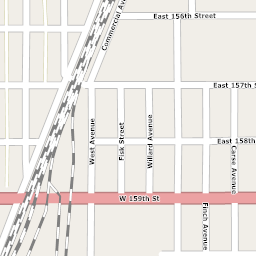 East 156th Street
Commercial Av
East 157th S
West Avenue
Fisk Street
Willard Avenue
East 158th
Carse Avenue
W 159th St
Finch Avenue